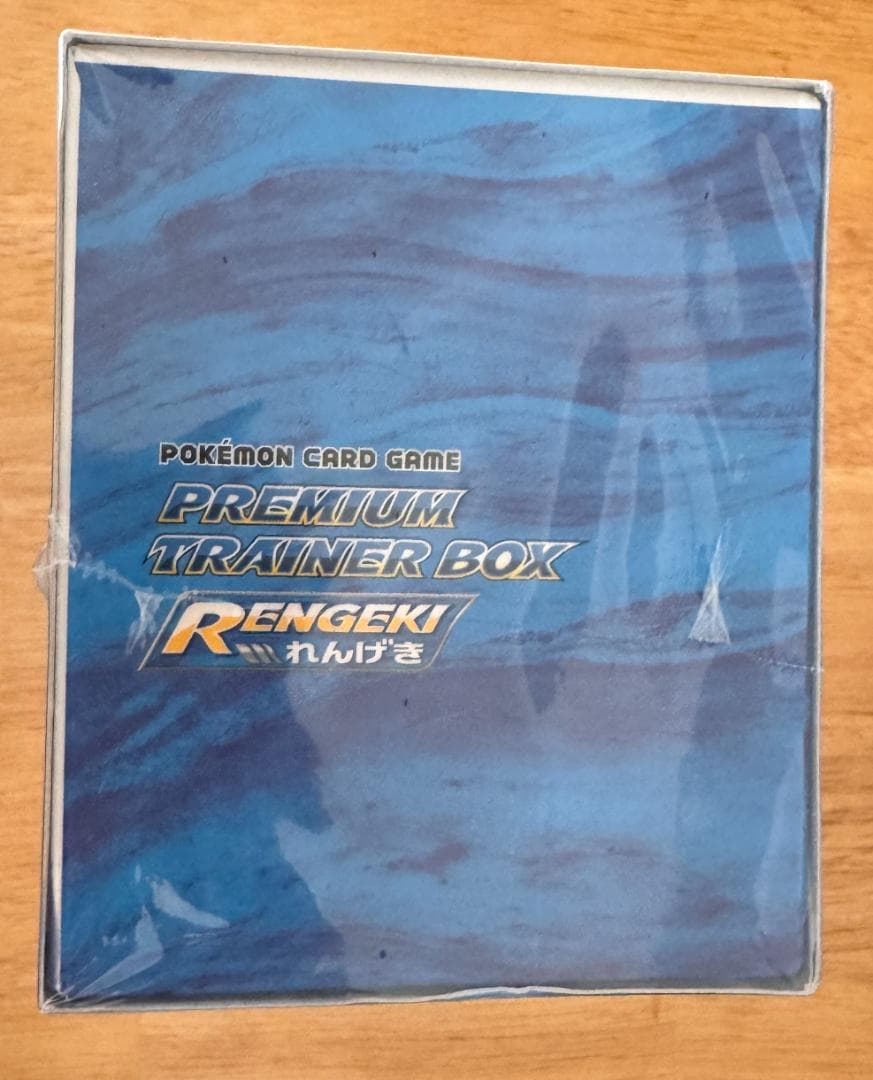 POKÉMON CARD GAME
PREMIUM
TRAINER BOX
RENGEKI
れんげき